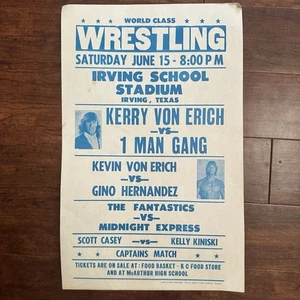 WORLD CLASS
WRESTLING
SATURDAY JUNE 15 - 8:00 PM
IRVING SCHOOL
STADIUM
IRVING, TEXAS
KERRY VON ERICH
-VS-
1 MAN GANG
KEVIN VON ERICH
-VS-
GINO HERNANDEZ
THE FANTASTICS
-VS-
MIDNIGHT EXPRESS
SCOTT CASEY -VS- KELLY KINISKI
CAPTAINS MATCH
TICKETS ARE ON SALE AT: FOOD BASKET - K C FOOD STORE
AND AT McARTHUR HIGH SCHOOL